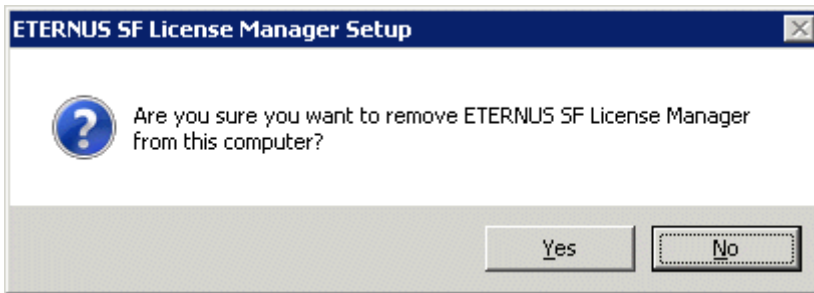 ETERNUS SF License Manager Setup
Are you sure you want to remove ETERNUS SF License Manager
from this computer?
Yes
No